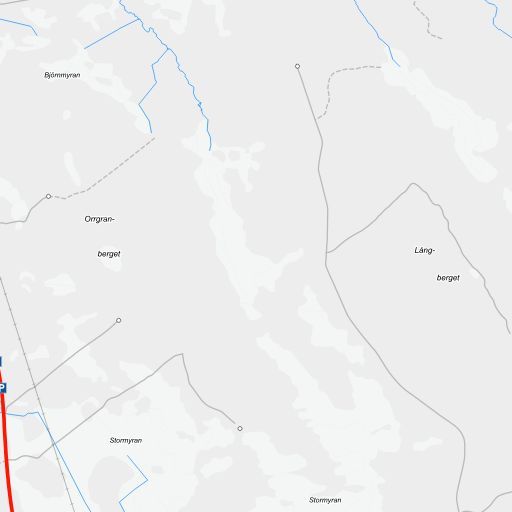 Björnmyran
Orrgran-
berget
Lång-
berget
P
Stormyran
Stormyran